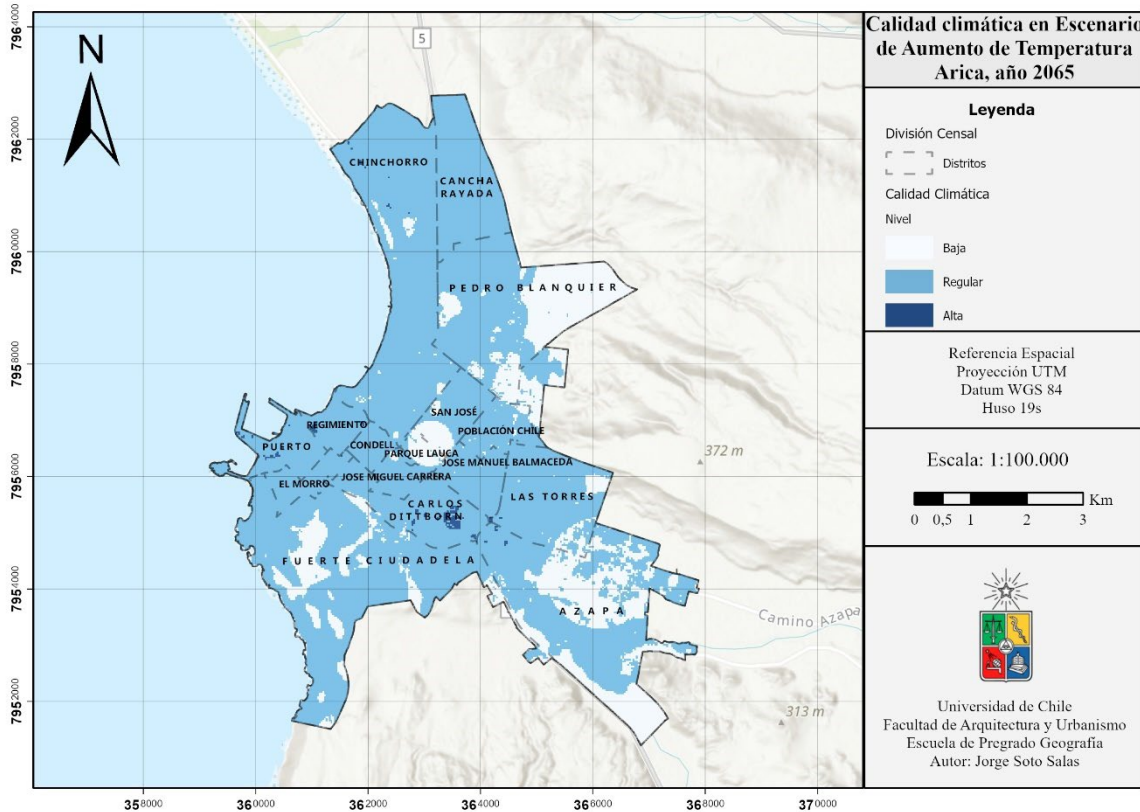 Calidad climática en Escenario
de Aumento de Temperatura
Arica, año 2065
Leyenda
División Censal
Distritos
Calidad Climática
Nivel
Baja
Regular
Alta
Referencia Espacial
Proyección UTM
Datum WGS 84
Huso 19s
Escala: 1:100.000
0 0,5 1 2 3 Km
Universidad de Chile
Facultad de Arquitectura y Urbanismo
Escuela de Pregrado Geografía
Autor: Jorge Soto Salas
N
5
CHINCHORRO
CANCHA
RAYADA
PEDRO BLANQUIER
SAN JOSÉ
REGIMIENTO
POBLACIÓN CHILE
PUERTO
CONDELL
PARQUE LAUCA
JOSE MANUEL BALMACEDA
EL MORRO
JOSE MIGUEL CARRERA
LAS TORRES
CARLOS
DITTBORN
FUERTE CIUDADELA
AZAPA
372 m
Camino Azapa
313 m
7964000
7962000
7960000
7958000
7956000
7954000
7952000
358000
360000
362000
364000
366000
368000
370000